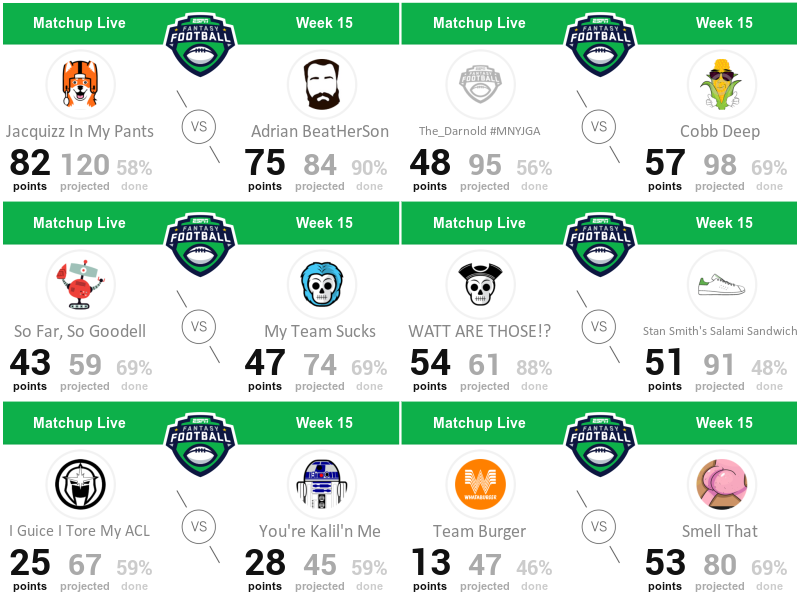 Matchup Live
ESPN
FANTASY
FOOTBALL
Week 15
Jacquizz In My Pants
VS
Adrian BeatHerSon
82 120 58%
points projected done
75 84 90%
points projected done
Matchup Live
ESPN
FANTASY
FOOTBALL
Week 15
ESPN
FANTASY
FOOTBALL
The_Darnold #MNYJGA
VS
Cobb Deep
48 95 56%
points projected done
57 98 69%
points projected done
Matchup Live
ESPN
FANTASY
FOOTBALL
Week 15
So Far, So Goodell
VS
My Team Sucks
43 59 69%
points projected done
47 74 69%
points projected done
Matchup Live
ESPN
FANTASY
FOOTBALL
Week 15
WATT ARE THOSE!?
VS
Stan Smith's Salami Sandwich
54 61 88%
points projected done
51 91 48%
points projected done
Matchup Live
ESPN
FANTASY
FOOTBALL
Week 15
I Guice I Tore My ACL
VS
You're Kalil'n Me
25 67 59%
points projected done
28 45 59%
points projected done
Matchup Live
ESPN
FANTASY
FOOTBALL
Week 15
WHATABURGER
Team Burger
VS
Smell That
13 47 46%
points projected done
53 80 69%
points projected done